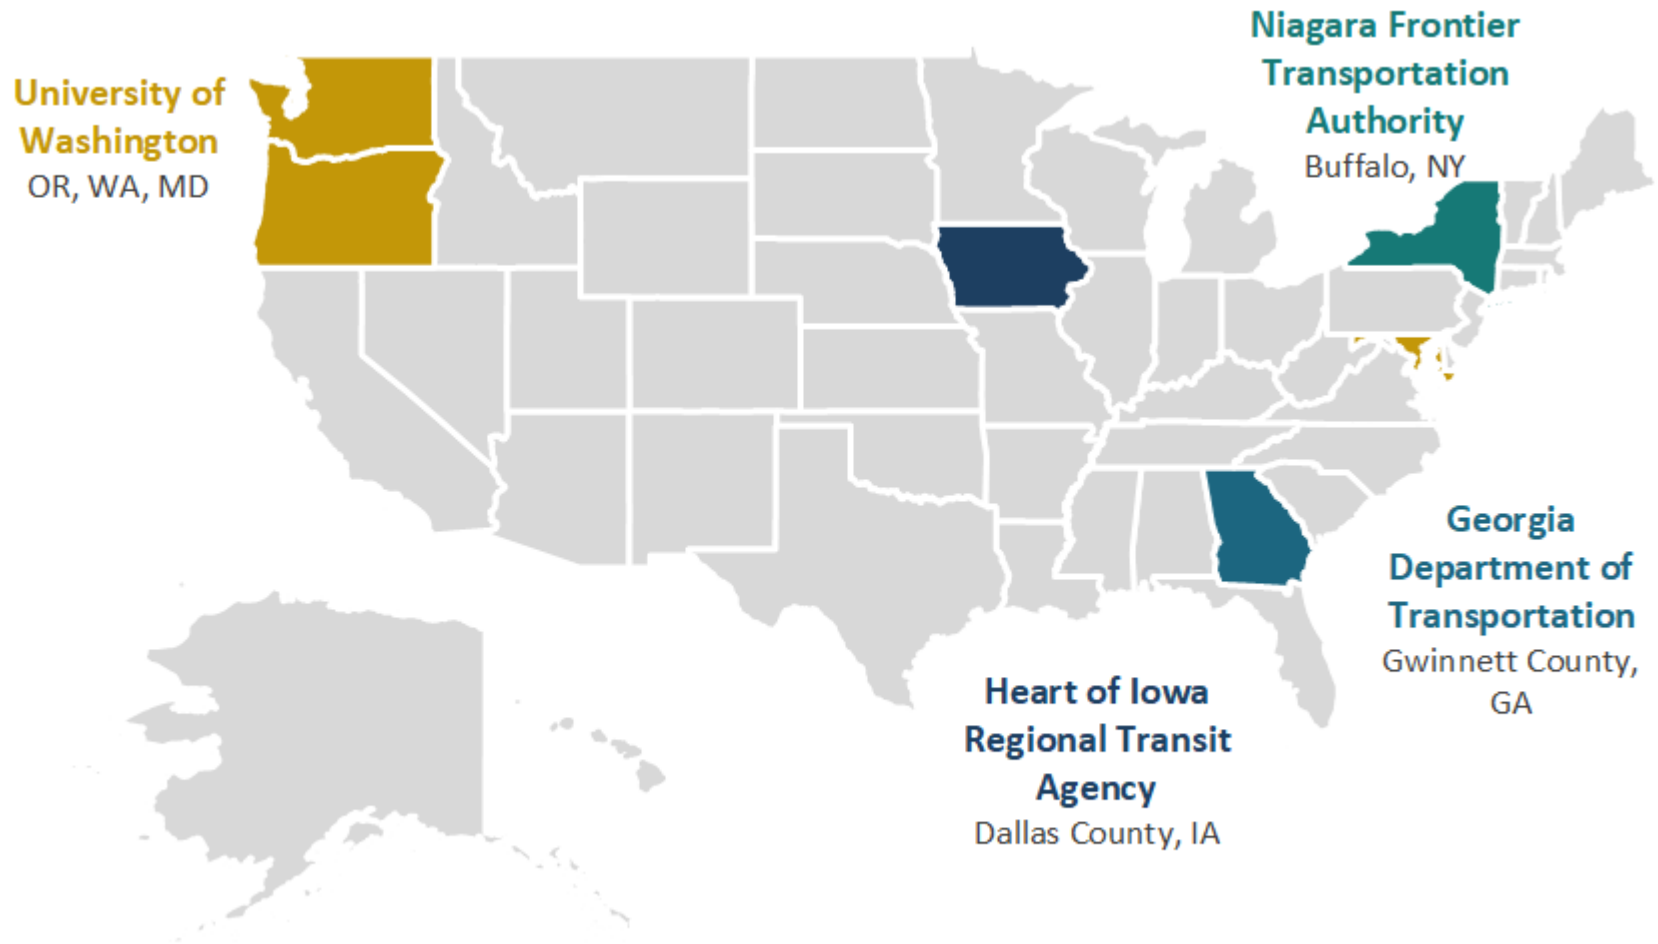 University of
Washington
OR, WA, MD
Niagara Frontier
Transportation
Authority
Buffalo, NY
Georgia
Department of
Transportation
Gwinnett County,
GA
Heart of Iowa
Regional Transit
Agency
Dallas County, IA